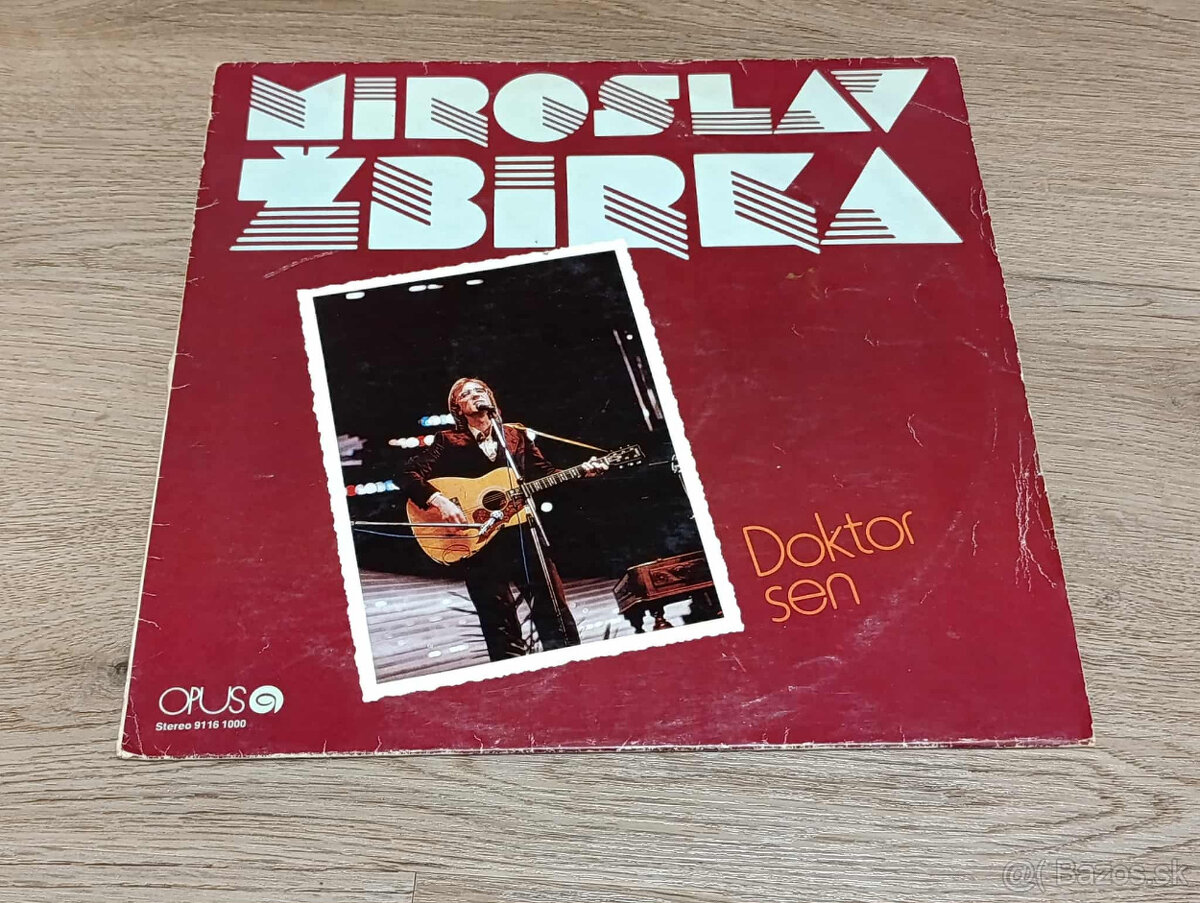 MIROSLAV
ŽBIRKA
Doktor
sen
OPUS
Stereo 9116 1000
@( Bazos.sk